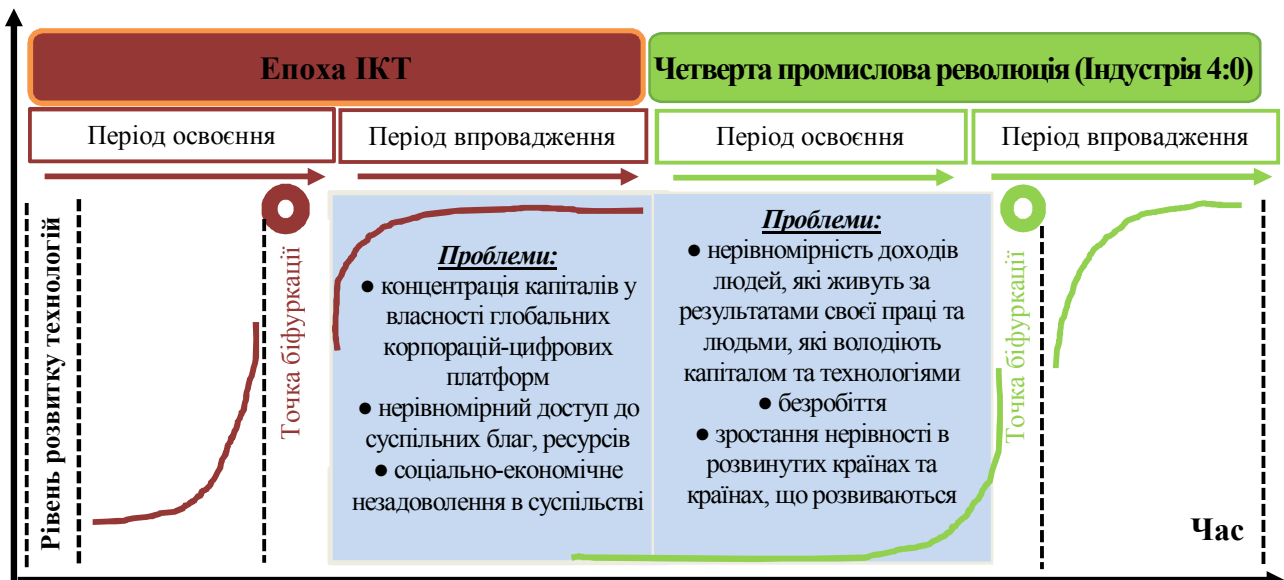 Епоха ІКТ
Четверта промислова революція (Індустрія 4:0)
Період освоєння
Період впровадження
Період освоєння
Період впровадження
Рівень розвитку технологій
Точка біфуркації
Проблеми:
● концентрація капіталів у
власності глобальних
корпорацій-цифрових
платформ
● нерівномірний доступ до
суспільних благ, ресурсів
● соціально-економічне
незадоволення в суспільстві
Проблеми:
● нерівномірність доходів
людей, які живуть за
результатами своєї праці та
людьми, які володіють
капіталом та технологіями
● безробіття
● зростання нерівності в
розвинутих країнах та
країнах, що розвиваються
Точка біфуркації
Час